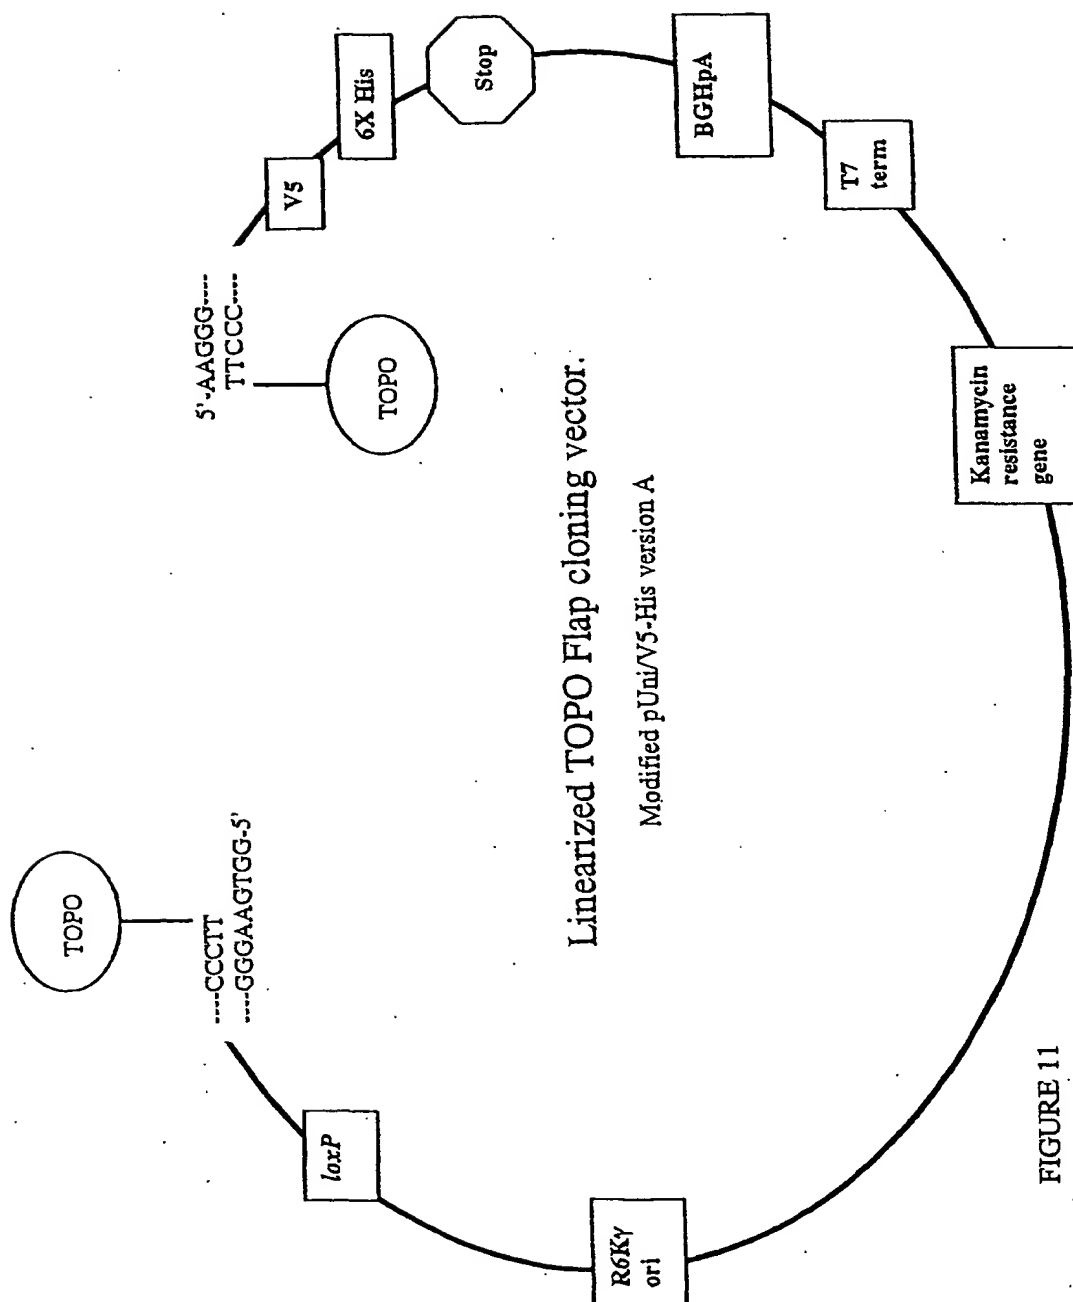 TOPO
----CCCTT
----GGGAAGTGG-5'
5'-AAGGG----
TTCCC----
TOPO
V5
6X His
Stop
BGHpA
T7
term
Kanamycin
resistance
gene
R6Kγ
ori
loxP
Linearized TOPO Flap cloning vector.
Modified pUni/V5-His version A
FIGURE 11